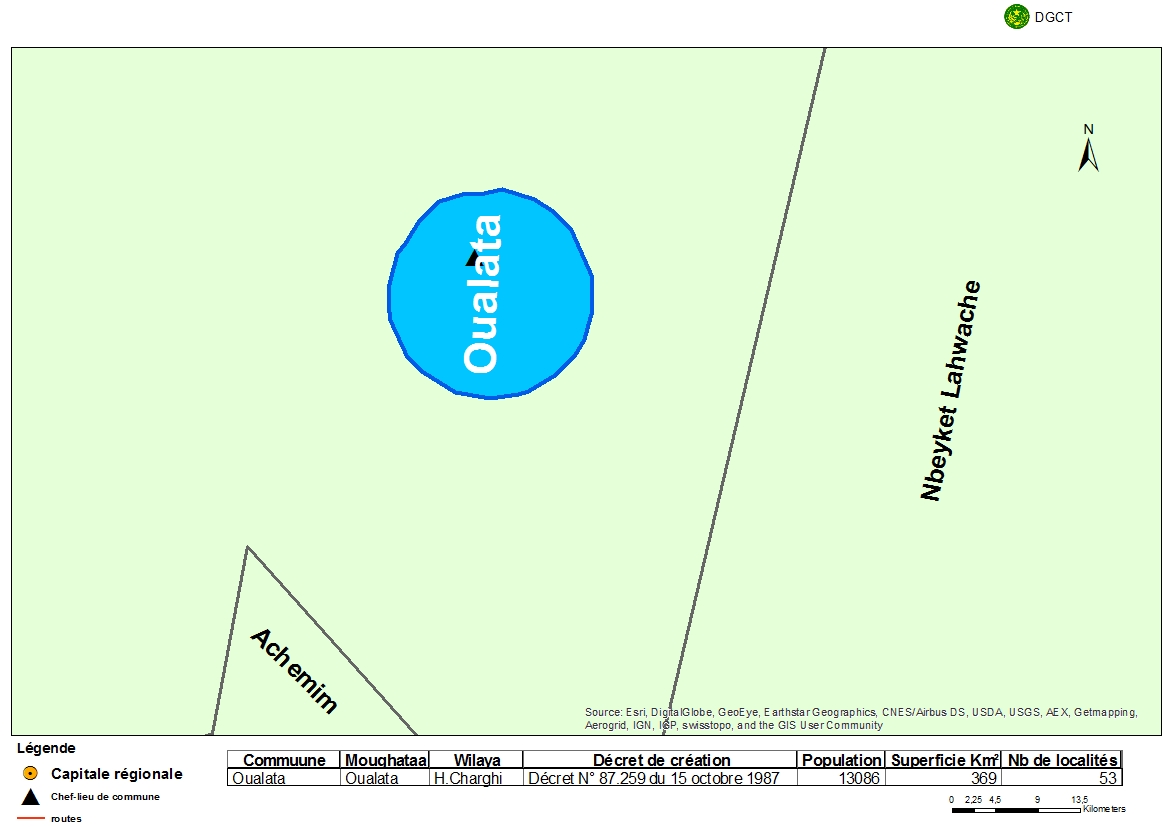 DGCT
N
Oualata
Nbeyket Lahwache
Achemim
Source: Esri, DigitalGlobe, GeoEye, Earthstar Geographics, CNES/Airbus DS, USDA, USGS, AEX, Getmapping,
Aerogrid, IGN, IGP, swisstopo, and the GIS User Community
Légende
Capitale régionale
Chef-lieu de commune
routes
Commuune Moughataa Wilaya Décret de création Population Superficie Km² Nb de localités
Oualata Oualata H.Charghi Décret N° 87.259 du 15 octobre 1987 13086 369 53
0 2,25 4,5 9 13,5
Kilometers